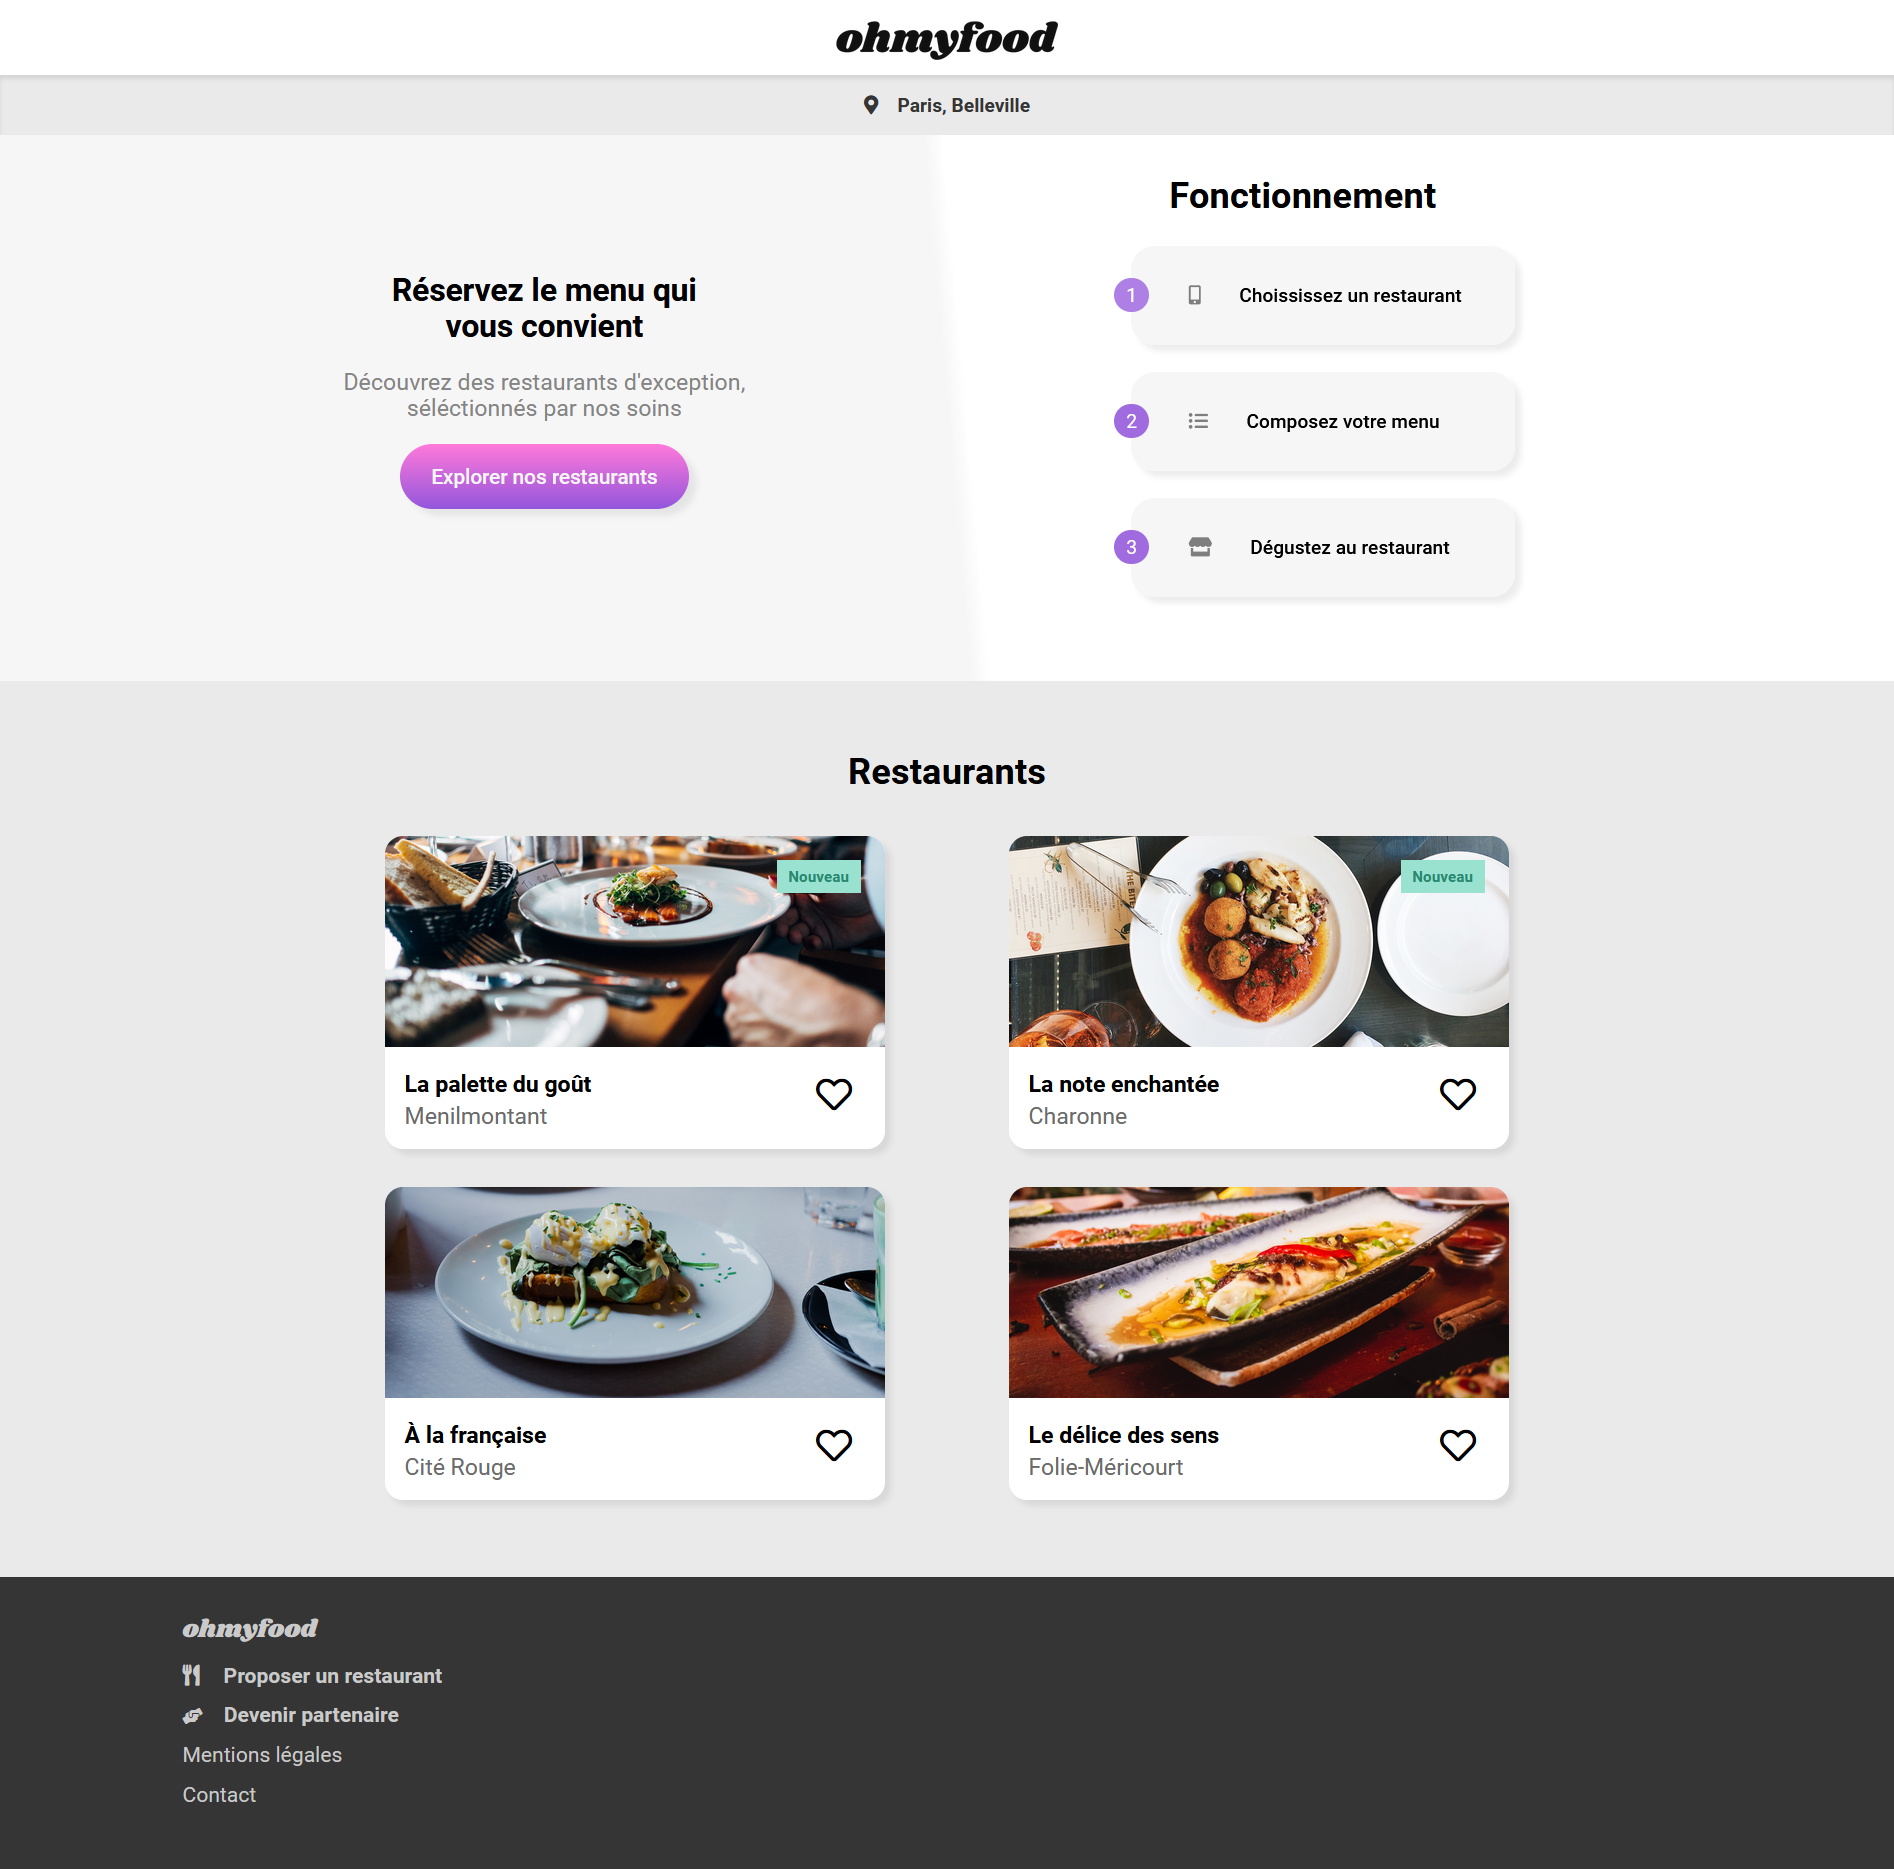 ohmyfood
Paris, Belleville
Réservez le menu qui
vous convient
Découvrez des restaurants d'exception,
séléctionnés par nos soins
Explorer nos restaurants
Fonctionnement
1 Choississez un restaurant
2 Composez votre menu
3 Dégustez au restaurant
Restaurants
Nouveau
La palette du goût
Menilmontant
Nouveau
La note enchantée
Charonne
À la française
Cité Rouge
Le délice des sens
Folie-Méricourt
ohmyfood
Proposer un restaurant
Devenir partenaire
Mentions légales
Contact